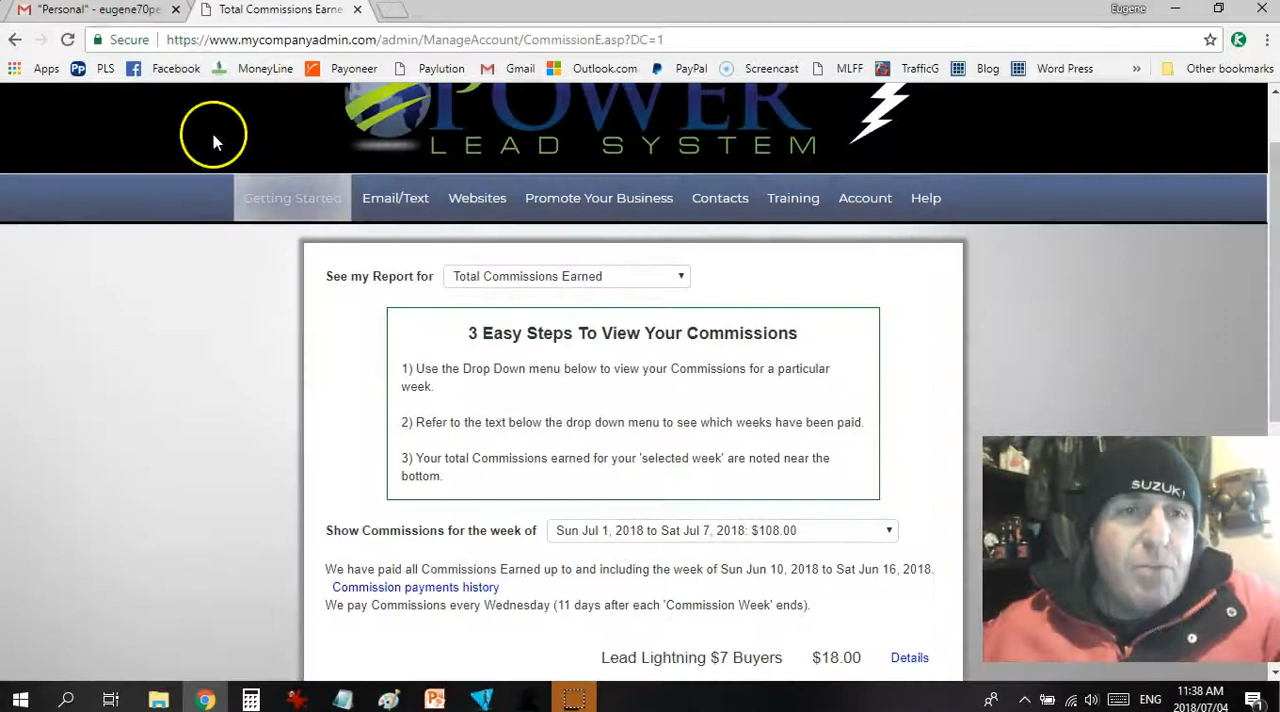 "Personal" - eugene70pe
Total Commissions Earne
Eugene
Secure
https://www.mycompanyadmin.com/admin/ManageAccount/CommissionE.asp?DC=1
Apps
PLS
Facebook
MoneyLine
Payoneer
Paylution
Gmail
Outlook.com
PayPal
Screencast
MLFF
TrafficG
Blog
Word Press
»
Other bookmarks
POWER
LEAD SYSTEM
Getting Started
Email/Text
Websites
Promote Your Business
Contacts
Training
Account
Help
See my Report for
Total Commissions Earned
3 Easy Steps To View Your Commissions
1) Use the Drop Down menu below to view your Commissions for a particular
week.
2) Refer to the text below the drop down menu to see which weeks have been paid.
3) Your total Commissions earned for your 'selected week' are noted near the
bottom.
Show Commissions for the week of
Sun Jul 1, 2018 to Sat Jul 7, 2018: $108.00
We have paid all Commissions Earned up to and including the week of Sun Jun 10, 2018 to Sat Jun 16, 2018.
Commission payments history
We pay Commissions every Wednesday (11 days after each 'Commission Week' ends).
Lead Lightning $7 Buyers
$18.00
Details
SUZUKI
ENG
11:38 AM
2018/07/04